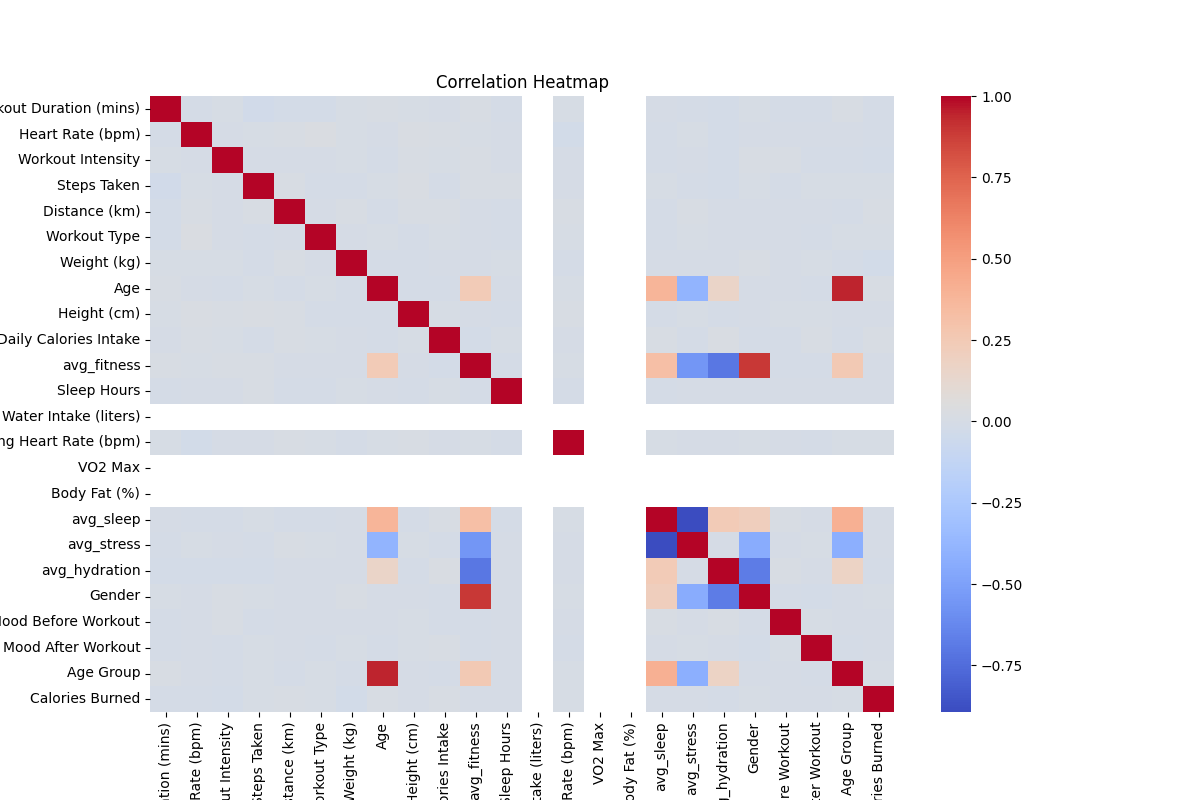 Correlation Heatmap
kout Duration (mins)
Heart Rate (bpm)
Workout Intensity
Steps Taken
Distance (km)
Workout Type
Weight (kg)
Age
Height (cm)
Daily Calories Intake
avg_fitness
Sleep Hours
Water Intake (liters)
ng Heart Rate (bpm)
VO2 Max
Body Fat (%)
avg_sleep
avg_stress
avg_hydration
Gender
Mood Before Workout
Mood After Workout
Age Group
Calories Burned
tion (mins)
Rate (bpm)
ut Intensity
Steps Taken
stance (km)
orkout Type
Weight (kg)
Age
Height (cm)
ories Intake
avg_fitness
Sleep Hours
take (liters)
Rate (bpm)
VO2 Max
ody Fat (%)
avg_sleep
avg_stress
g_hydration
Gender
re Workout
ter Workout
Age Group
ries Burned
1.00
0.75
0.50
0.25
0.00
−0.25
−0.50
−0.75